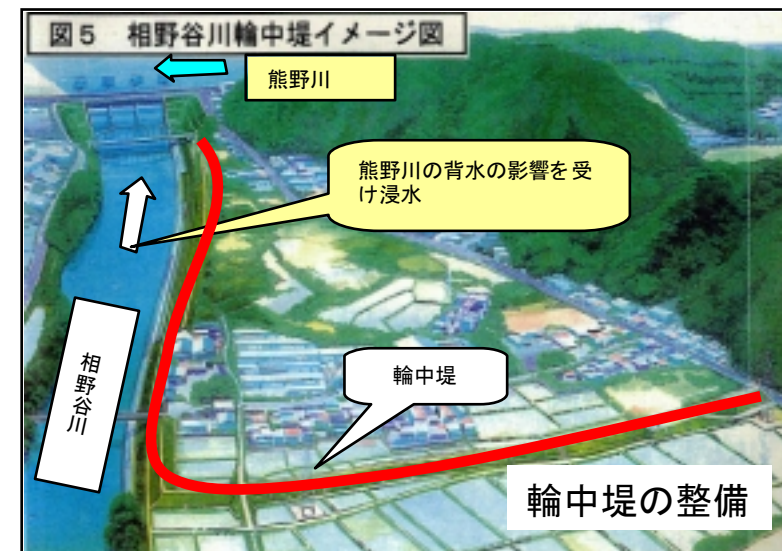 図5 相野谷川輪中堤イメージ図
熊野川
熊野川の背水の影響を受
け浸水
相野谷川
輪中堤
輪中堤の整備